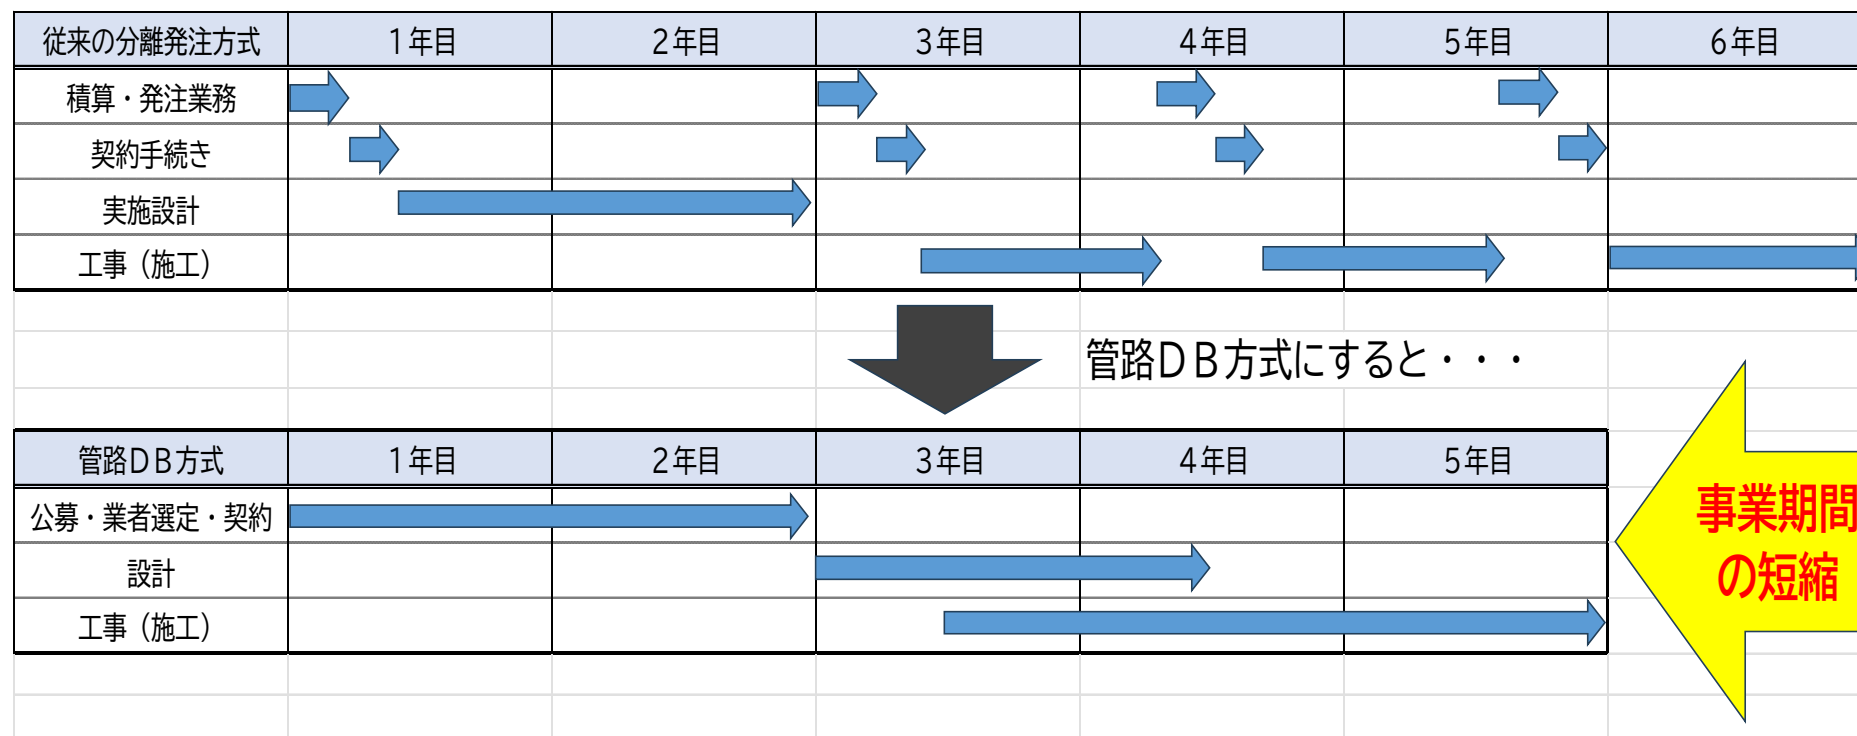 従来の分離発注方式 1年目 2年目 3年目 4年目 5年目 6年目
積算・発注業務
契約手続き
実施設計
工事（施工）
管路DB方式にすると・・・
管路DB方式 1年目 2年目 3年目 4年目 5年目
公募・業者選定・契約
設計
工事（施工）
事業期間
の短縮